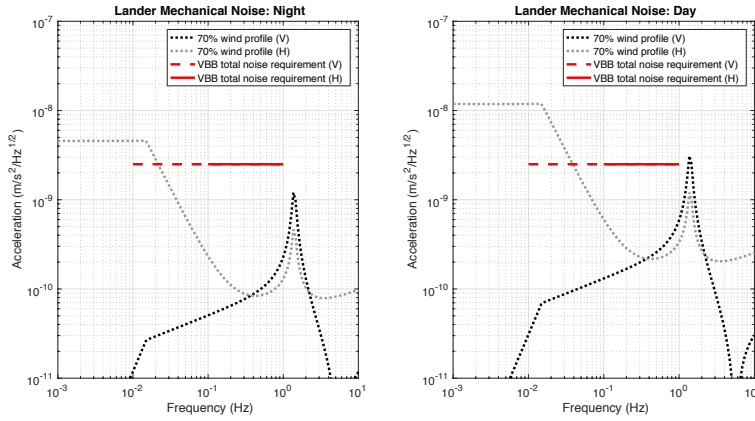 Lander Mechanical Noise: Night
10^-7
10^-8
10^-9
10^-10
10^-11
Acceleration (m/s^2/Hz^1/2)
10^-3
10^-2
10^-1
10^0
10^1
Frequency (Hz)
70% wind profile (V)
70% wind profile (H)
VBB total noise requirement (V)
VBB total noise requirement (H)
Lander Mechanical Noise: Day
10^-7
10^-8
10^-9
10^-10
10^-11
Acceleration (m/s^2/Hz^1/2)
10^-3
10^-2
10^-1
10^0
10^1
Frequency (Hz)
70% wind profile (V)
70% wind profile (H)
VBB total noise requirement (V)
VBB total noise requirement (H)